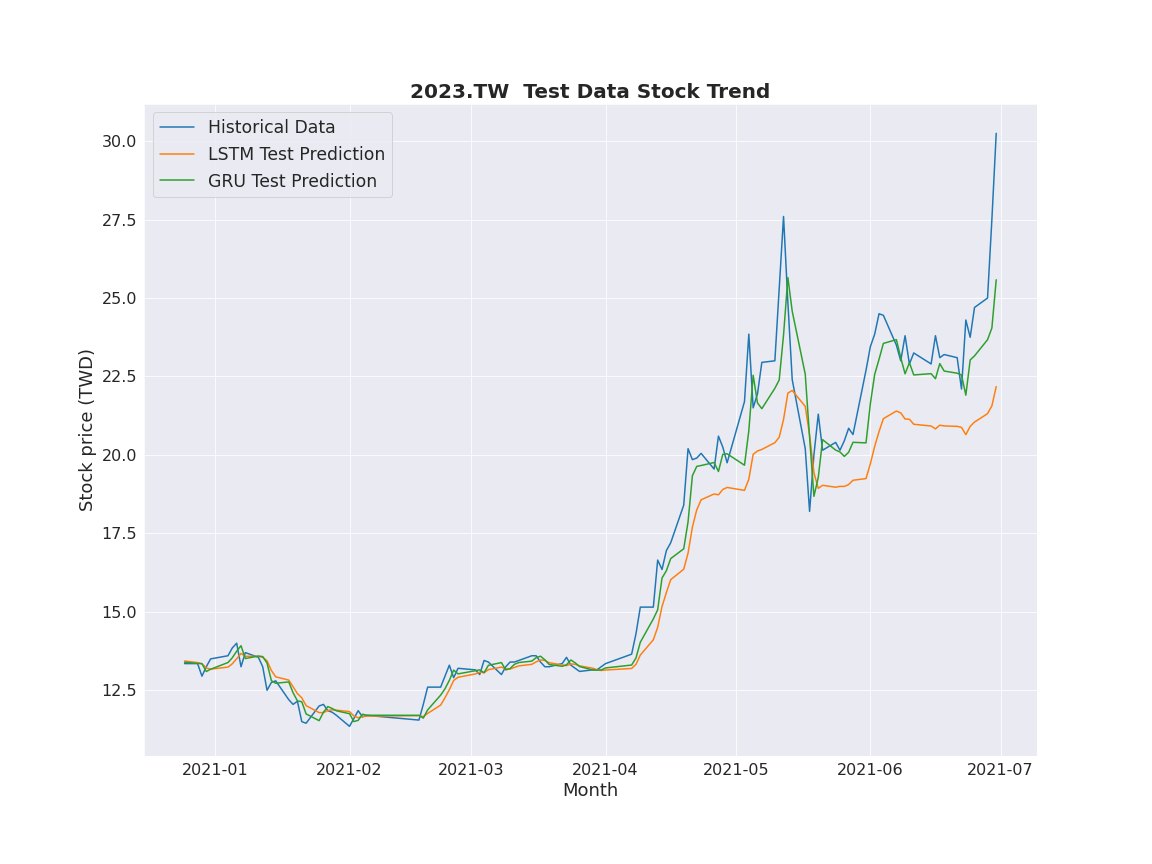 2023.TW  Test Data Stock Trend
Historical Data
LSTM Test Prediction
GRU Test Prediction
30.0
27.5
25.0
22.5
20.0
17.5
15.0
12.5
Stock price (TWD)
2021-01 2021-02 2021-03 2021-04 2021-05 2021-06 2021-07
Month